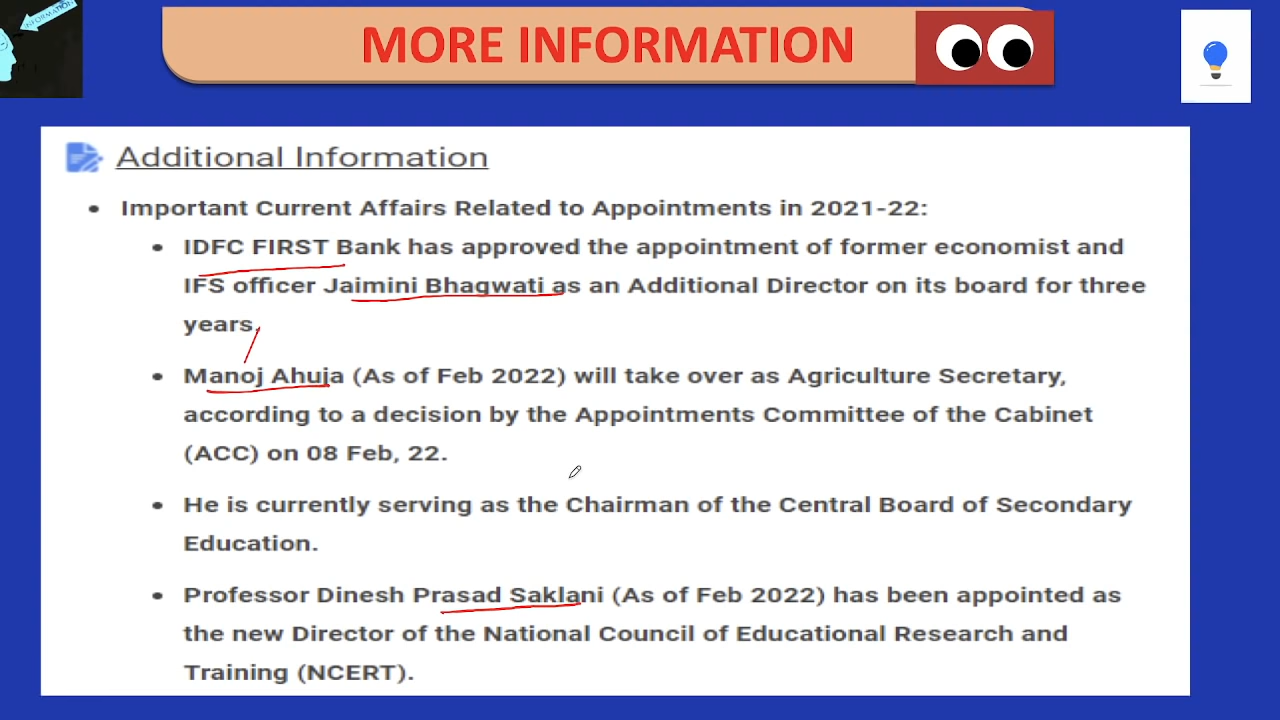 INFORMATION
MORE INFORMATION
Additional Information
Important Current Affairs Related to Appointments in 2021-22:
IDFC FIRST Bank has approved the appointment of former economist and
IFS officer Jaimini Bhagwati as an Additional Director on its board for three
years.
Manoj Ahuja (As of Feb 2022) will take over as Agriculture Secretary,
according to a decision by the Appointments Committee of the Cabinet
(ACC) on 08 Feb, 22.
He is currently serving as the Chairman of the Central Board of Secondary
Education.
Professor Dinesh Prasad Saklani (As of Feb 2022) has been appointed as
the new Director of the National Council of Educational Research and
Training (NCERT).